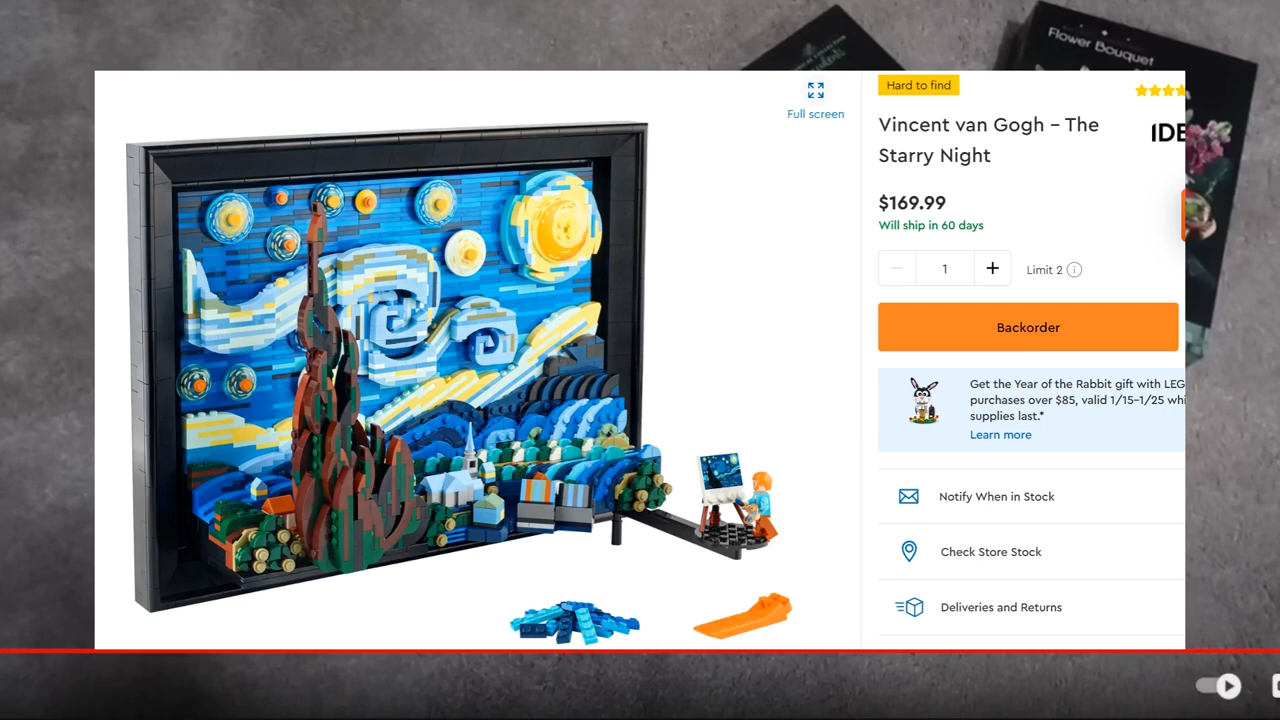 Flower Bouquet
Full screen
Hard to find
Vincent van Gogh – The
Starry Night
IDE
$169.99
Will ship in 60 days
1
Limit 2
Backorder
Get the Year of the Rabbit gift with LEG
purchases over $85, valid 1/15–1/25 whi
supplies last.*
Learn more
Notify When in Stock
Check Store Stock
Deliveries and Returns